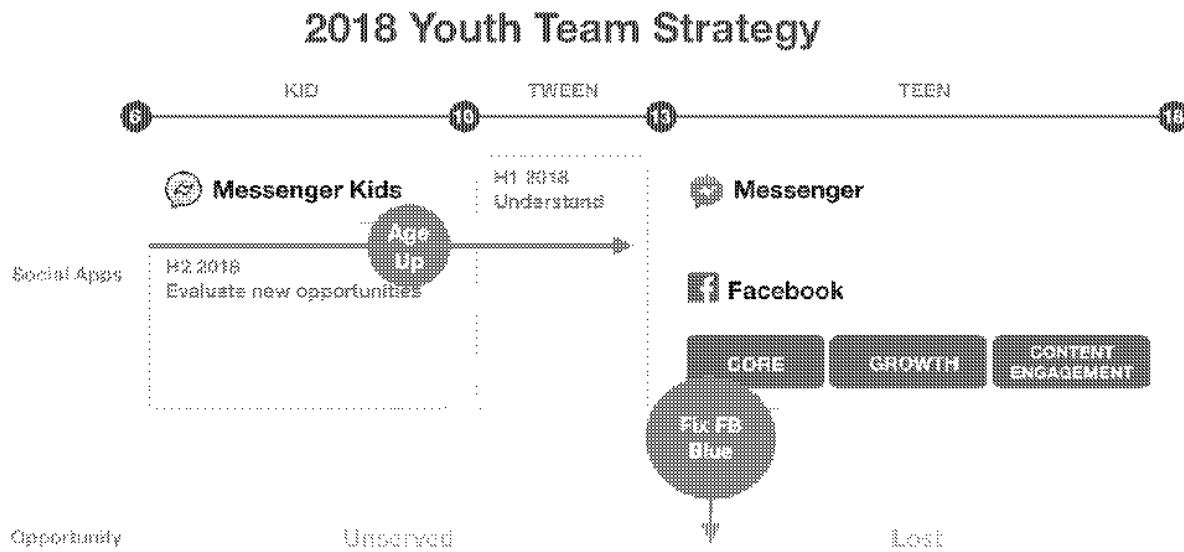 2018 Youth Team Strategy
KID TWEEN TEEN
6 10 13 18
Messenger Kids
H1 2018
Understand
Messenger
Age
Up
Social Apps
H2 2018
Evaluate new opportunities
Facebook
CORE
GROWTH
CONTENT
ENGAGEMENT
Fix FB
Blue
Opportunity Unserved Lost